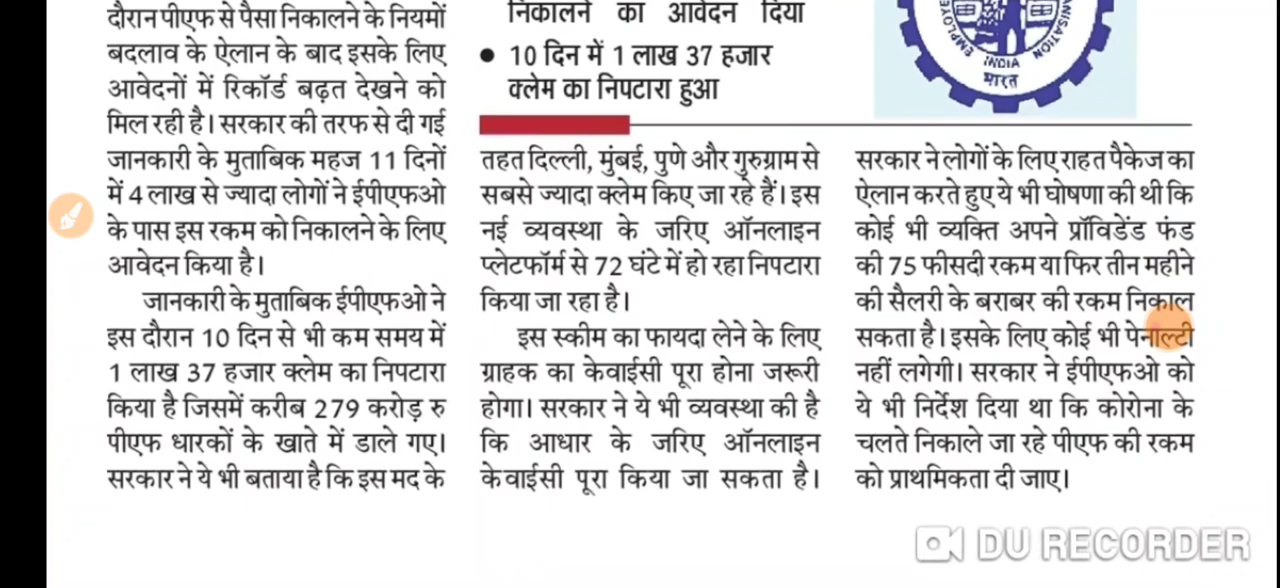 दौरान पीएफ से पैसा निकालने के नियमों
बदलाव के ऐलान के बाद इसके लिए
आवेदनों में रिकॉर्ड बढ़त देखने को
मिल रही है। सरकार की तरफ से दी गई
जानकारी के मुताबिक महज 11 दिनों
में 4 लाख से ज्यादा लोगों ने ईपीएफओ
के पास इस रकम को निकालने के लिए
आवेदन किया है।
जानकारी के मुताबिक ईपीएफओ ने
इस दौरान 10 दिन से भी कम समय में
1 लाख 37 हजार क्लेम का निपटारा
किया है जिसमें करीब 279 करोड़ रु
पीएफ धारकों के खाते में डाले गए।
सरकार ने ये भी बताया है कि इस मद के
निकालने का आवेदन दिया
● 10 दिन में 1 लाख 37 हजार
क्लेम का निपटारा हुआ
तहत दिल्ली, मुंबई, पुणे और गुरुग्राम से
सबसे ज्यादा क्लेम किए जा रहे हैं। इस
नई व्यवस्था के जरिए ऑनलाइन
प्लेटफॉर्म से 72 घंटे में हो रहा निपटारा
किया जा रहा है।
इस स्कीम का फायदा लेने के लिए
ग्राहक का केवाईसी पूरा होना जरूरी
होगा। सरकार ने ये भी व्यवस्था की है
कि आधार के जरिए ऑनलाइन
केवाईसी पूरा किया जा सकता है।
INDIA
भारत
सरकार ने लोगों के लिए राहत पैकेज का
ऐलान करते हुए ये भी घोषणा की थी कि
कोई भी व्यक्ति अपने प्रॉविडेंड फंड
की 75 फीसदी रकम या फिर तीन महीने
की सैलरी के बराबर की रकम निकाल
सकता है। इसके लिए कोई भी पेनाल्टी
नहीं लगेगी। सरकार ने ईपीएफओ को
ये भी निर्देश दिया था कि कोरोना के
चलते निकाले जा रहे पीएफ की रकम
को प्राथमिकता दी जाए।
DU RECORDER